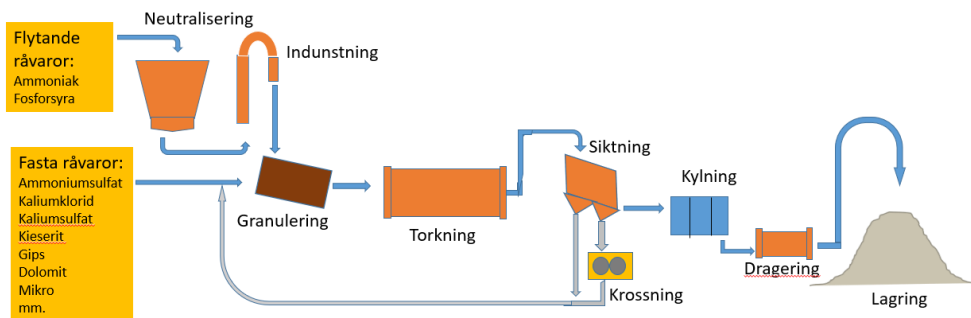 Neutralisering
Flytande
råvaror:
Ammoniak
Fosforsyra
Indunstning
Fasta råvaror:
Ammoniumsulfat
Kaliumklorid
Kaliumsulfat
Kieserit
Gips
Dolomit
Mikro
mm.
Granulering
Torkning
Siktning
Krossning
Kylning
Dragering
Lagring